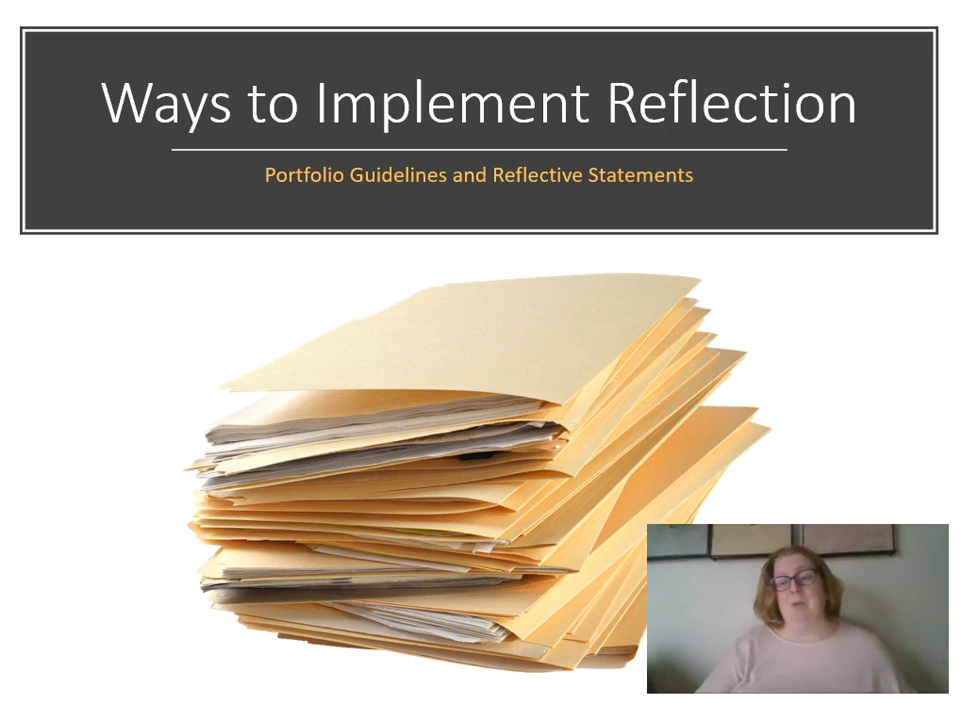 Ways to Implement Reflection
Portfolio Guidelines and Reflective Statements